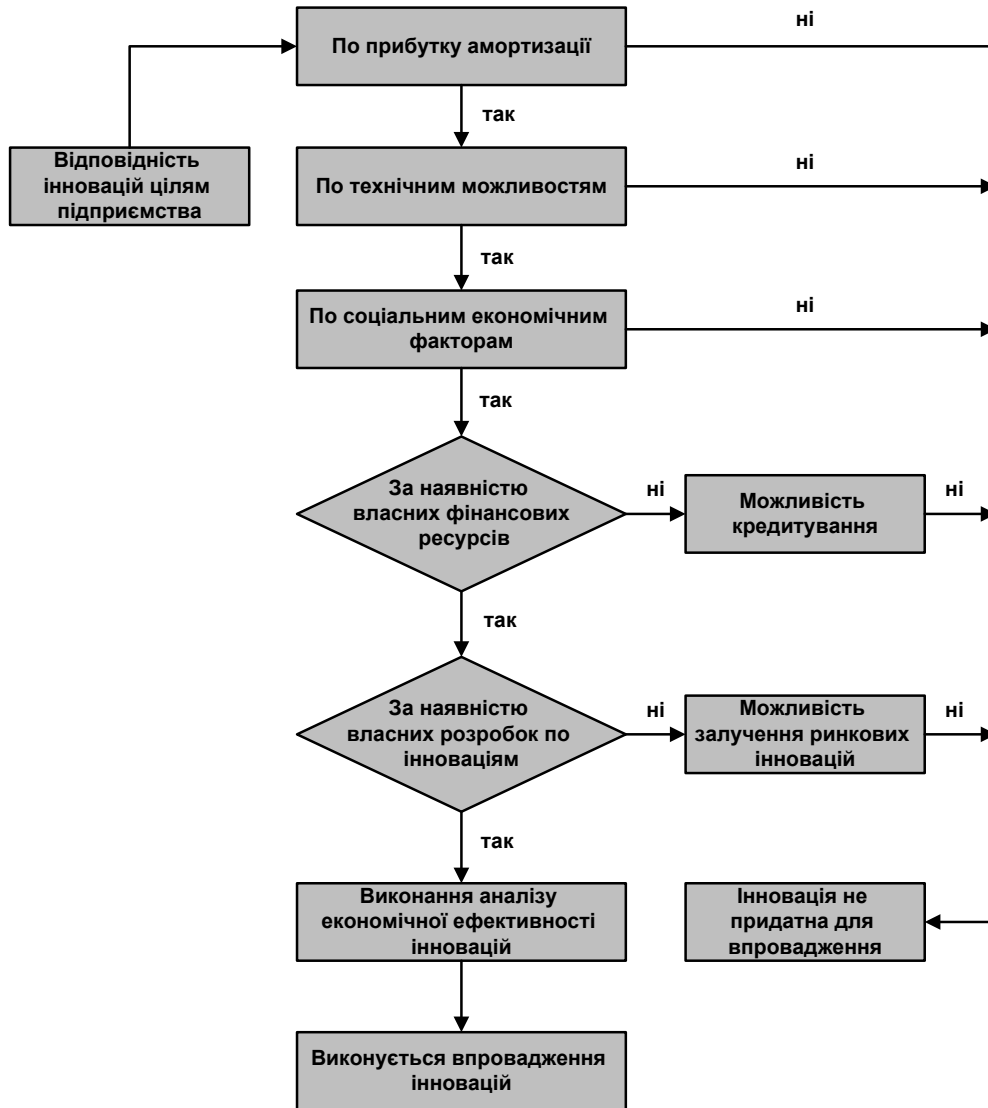 По прибутку амортизації
ні
так
Відповідність
інновацій цілям
підприємства
По технічним можливостям
ні
так
По соціальним економічним
факторам
ні
так
За наявністю
власних фінансових
ресурсів
ні
Можливість
кредитування
ні
так
За наявністю
власних розробок по
інноваціям
ні
Можливість
залучення ринкових
інновацій
ні
так
Виконання аналізу
економічної ефективності
інновацій
Інновація не
придатна для
впровадження
Виконується впровадження
інновацій